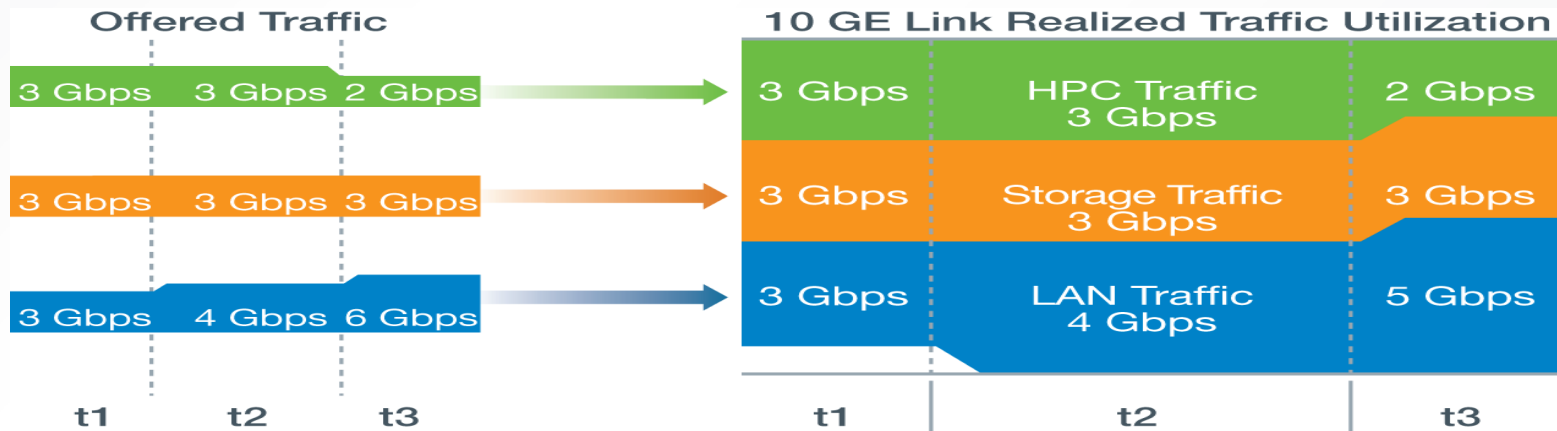 Offered Traffic
10 GE Link Realized Traffic Utilization
3 Gbps 3 Gbps 2 Gbps
3 Gbps 3 Gbps 3 Gbps
3 Gbps 4 Gbps 6 Gbps
t1 t2 t3
3 Gbps
HPC Traffic
3 Gbps
2 Gbps
3 Gbps
Storage Traffic
3 Gbps
3 Gbps
3 Gbps
LAN Traffic
4 Gbps
5 Gbps
t1 t2 t3